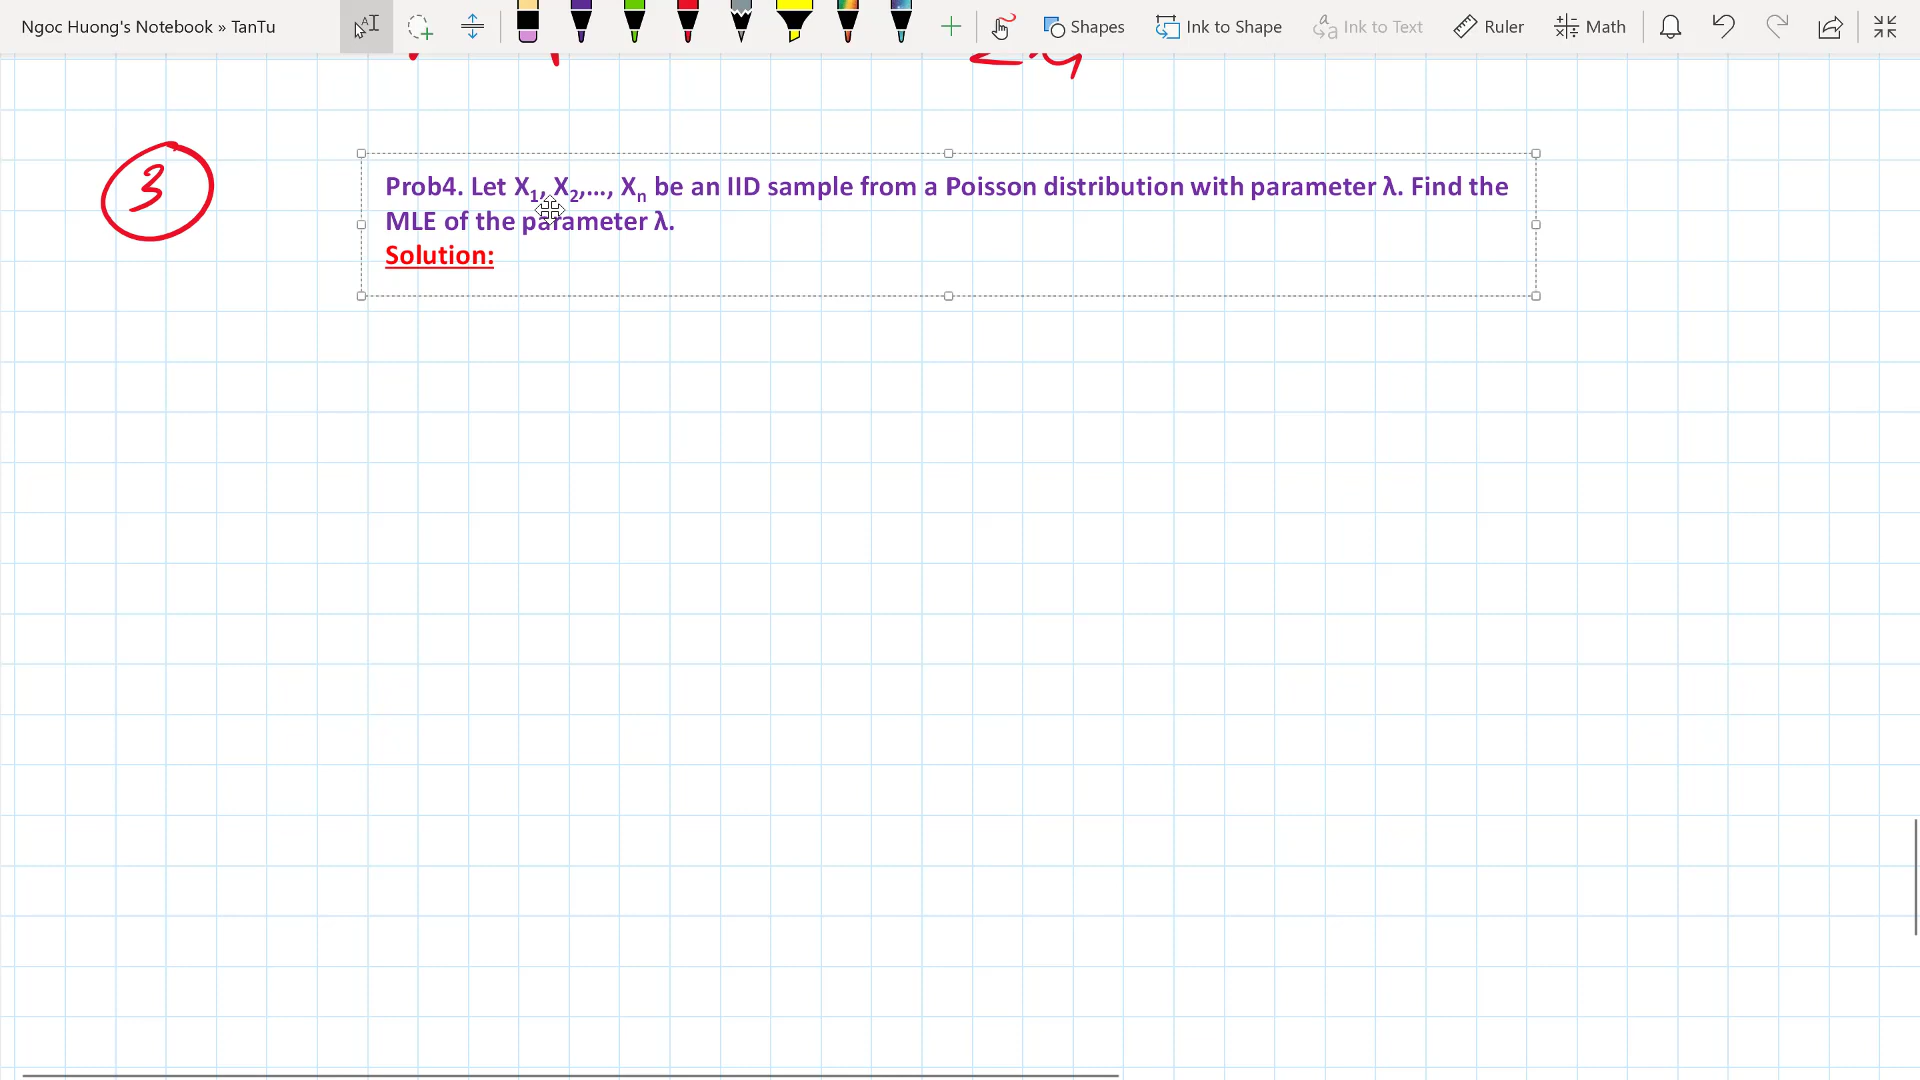 Ngoc Huong's Notebook » TanTu
Shapes
Ink to Shape
Ink to Text
Ruler
Math
3
Prob4. Let X₁, X₂,..., Xₙ be an IID sample from a Poisson distribution with parameter λ. Find the
MLE of the parameter λ.
Solution: